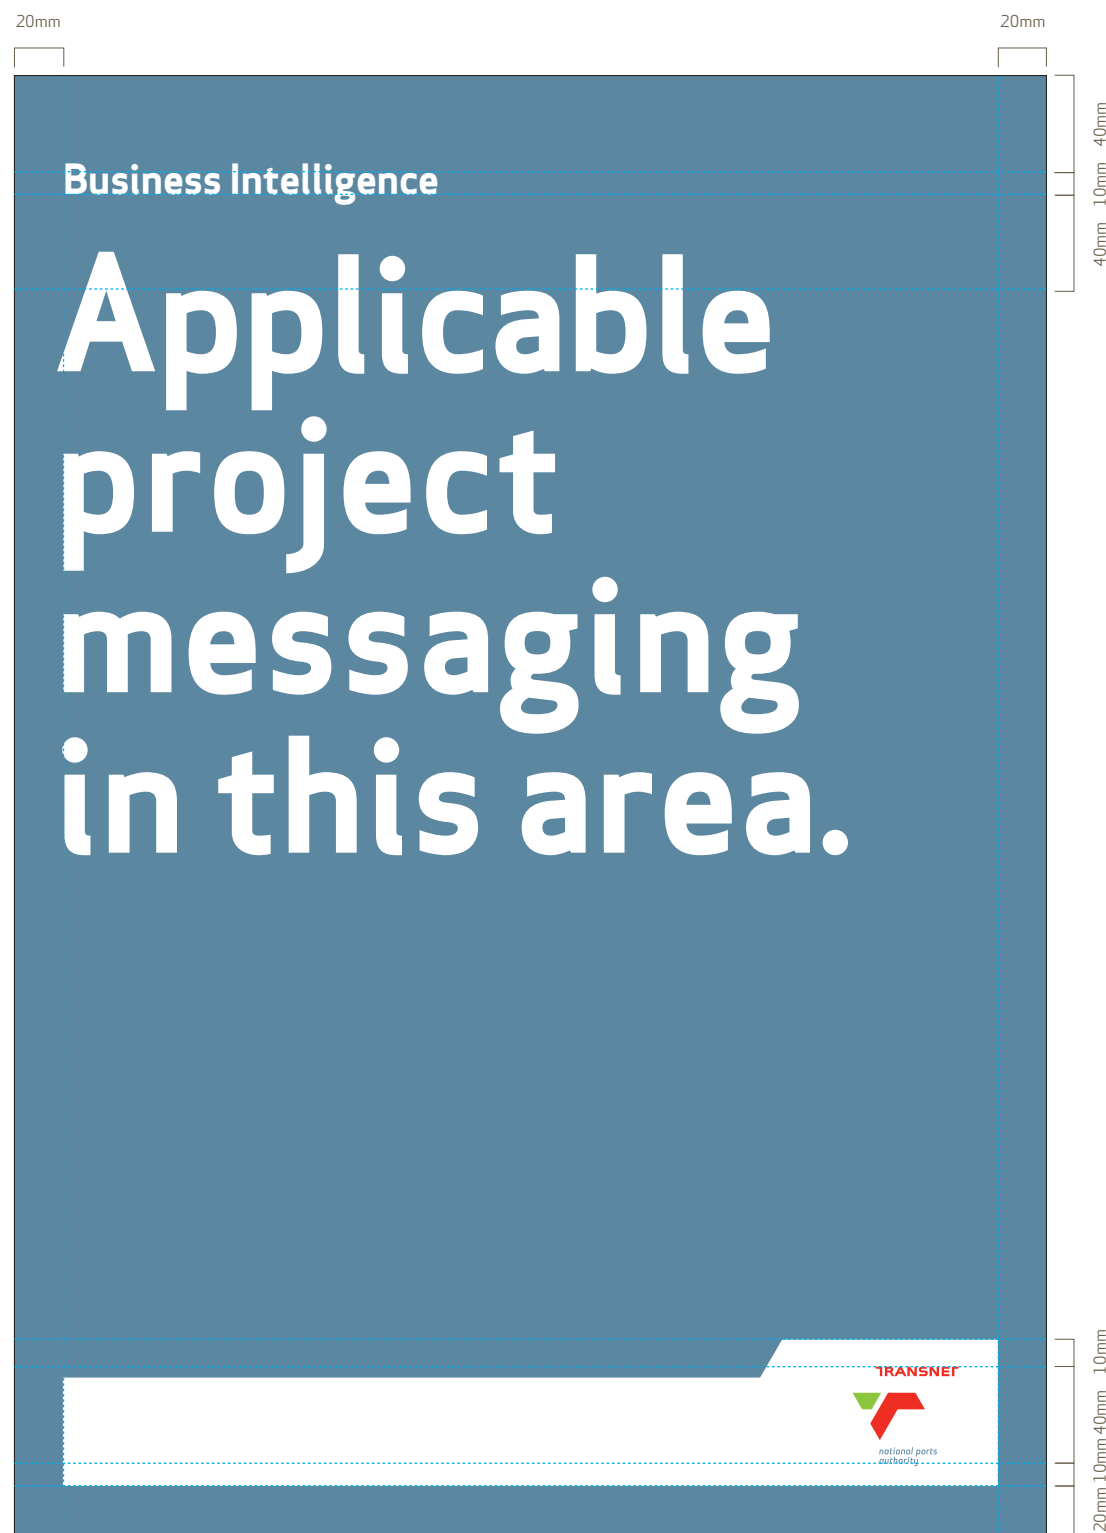 20mm
20mm
40mm
10mm
40mm
Business Intelligence
Applicable
project
messaging
in this area.
10mm
40mm
10mm
20mm
TRANSNET
national ports
authority